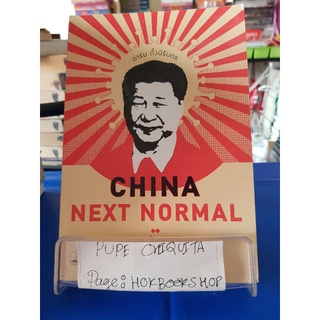 อาร์ม ตั้งนิรันดร
CHINA
NEXT NORMAL
PUPE CHIQUITA
Page: HOKBOOKSHOP